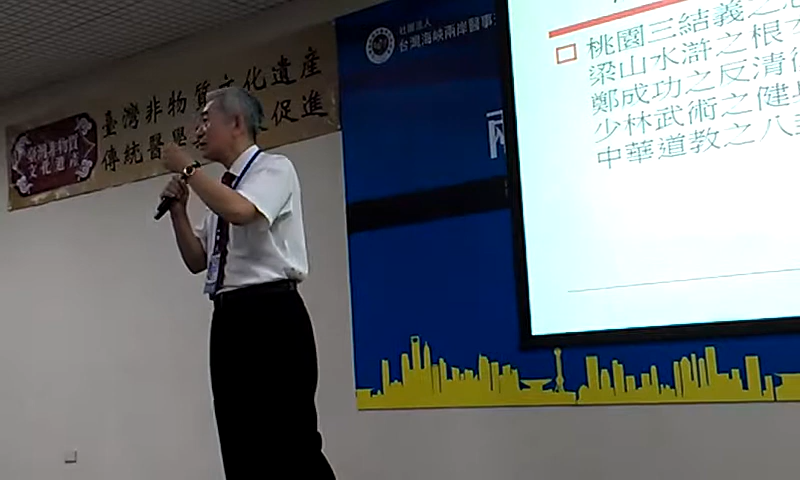 臺灣非物質文化遺產
傳統醫學
促進
臺灣非物質
文化遺產
社團法人
台灣海峽兩岸醫事
兩
桃園三結義之
梁山水滸之根
鄭成功之反清
少林武術之健
中華道教之八